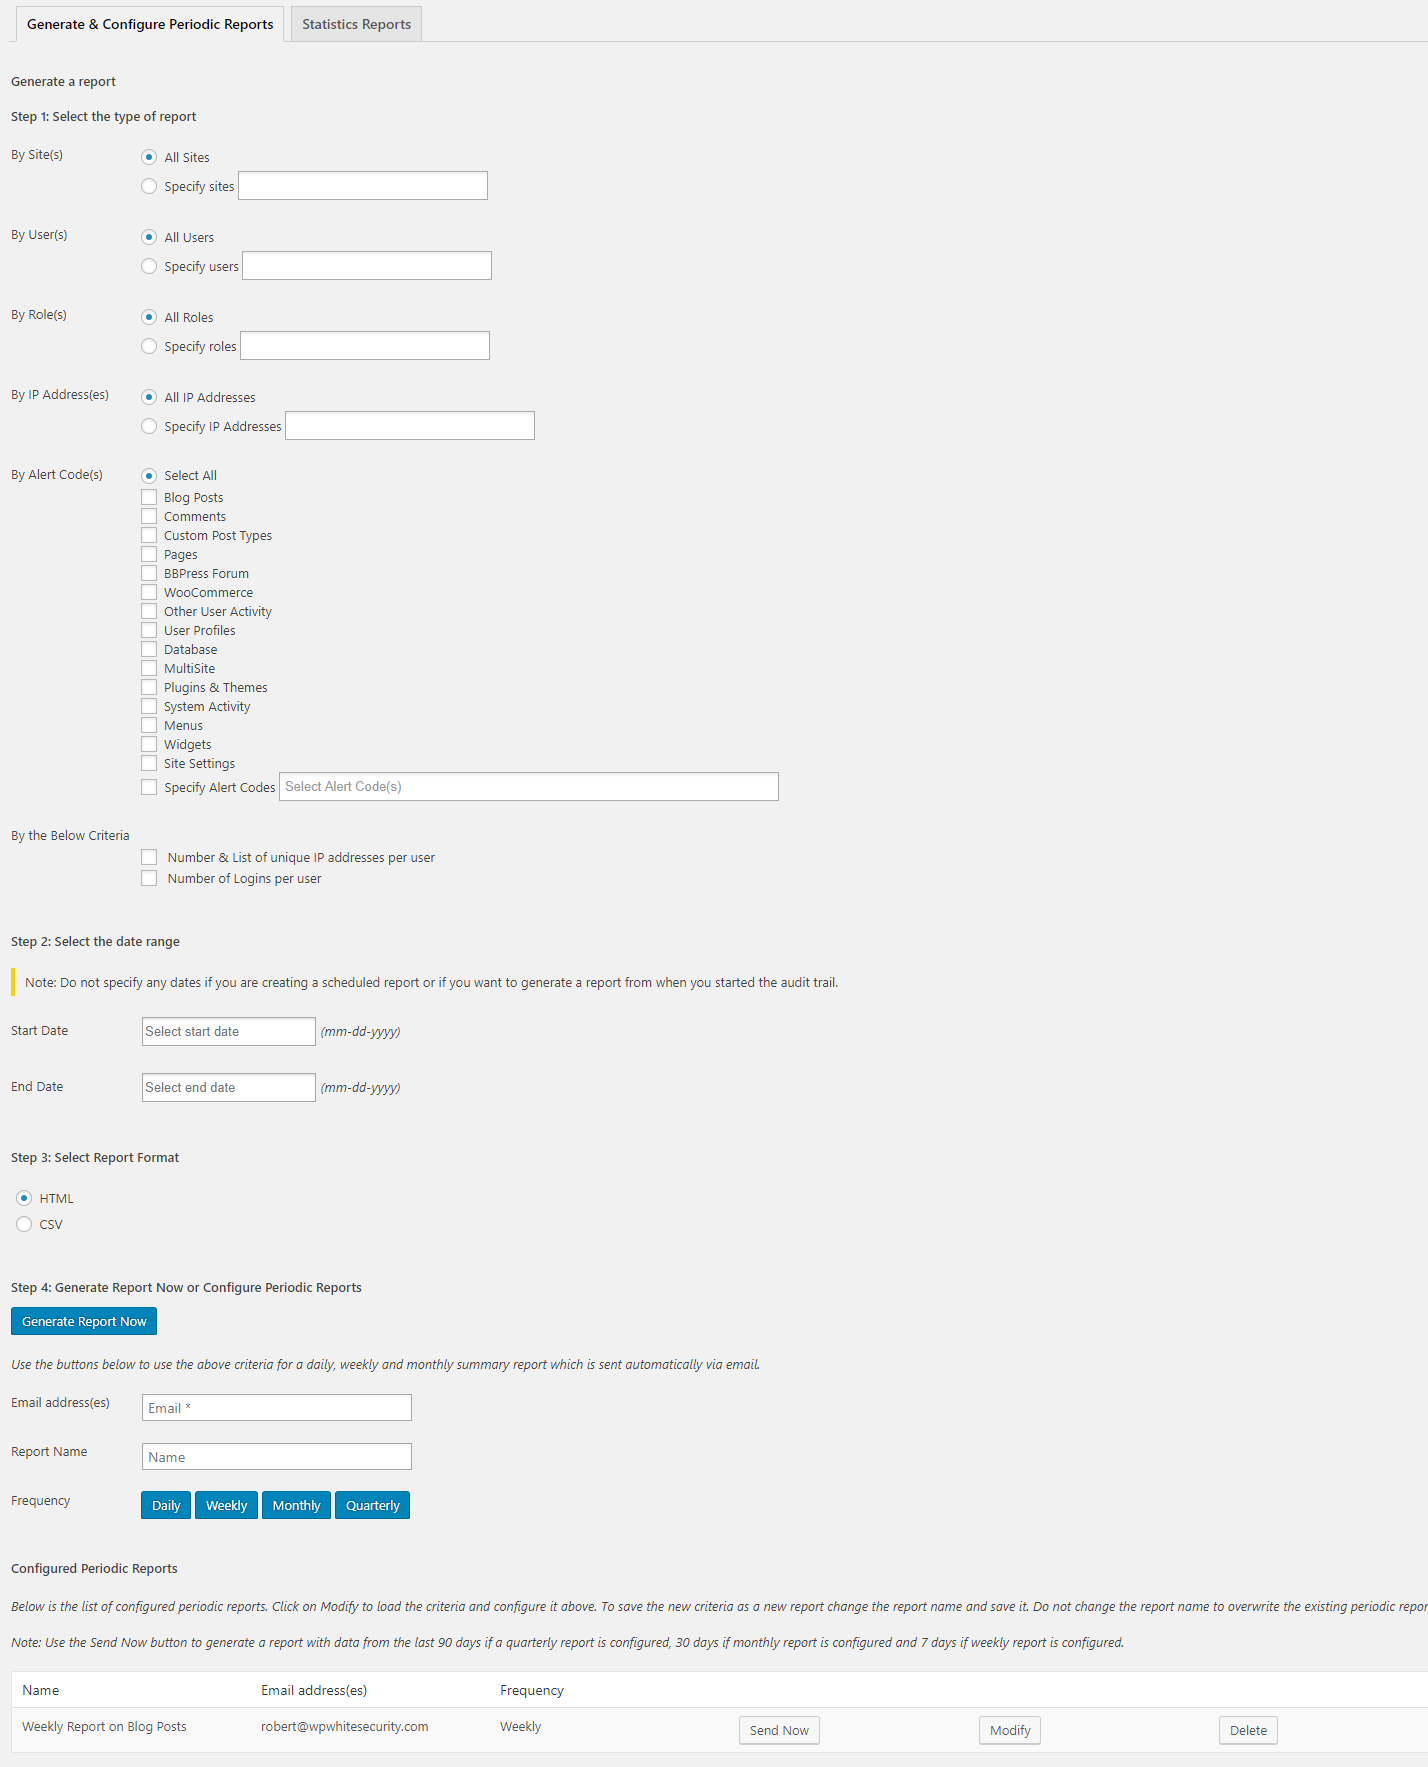 Generate & Configure Periodic Reports Statistics Reports
Generate a report
Step 1: Select the type of report
By Site(s) All Sites
Specify sites
By User(s) All Users
Specify users
By Role(s) All Roles
Specify roles
By IP Address(es) All IP Addresses
Specify IP Addresses
By Alert Code(s) Select All
Blog Posts
Comments
Custom Post Types
Pages
BBPress Forum
WooCommerce
Other User Activity
User Profiles
Database
MultiSite
Plugins & Themes
System Activity
Menus
Widgets
Site Settings
Specify Alert Codes Select Alert Code(s)
By the Below Criteria
Number & List of unique IP addresses per user
Number of Logins per user
Step 2: Select the date range
Note: Do not specify any dates if you are creating a scheduled report or if you want to generate a report from when you started the audit trail.
Start Date Select start date (mm-dd-yyyy)
End Date Select end date (mm-dd-yyyy)
Step 3: Select Report Format
HTML
CSV
Step 4: Generate Report Now or Configure Periodic Reports
Generate Report Now
Use the buttons below to use the above criteria for a daily, weekly and monthly summary report which is sent automatically via email.
Email address(es) Email *
Report Name Name
Frequency Daily Weekly Monthly Quarterly
Configured Periodic Reports
Below is the list of configured periodic reports. Click on Modify to load the criteria and configure it above. To save the new criteria as a new report change the report name and save it. Do not change the report name to overwrite the existing periodic repor
Note: Use the Send Now button to generate a report with data from the last 90 days if a quarterly report is configured, 30 days if monthly report is configured and 7 days if weekly report is configured.
Name Email address(es) Frequency
Weekly Report on Blog Posts robert@wpwhitesecurity.com Weekly Send Now Modify Delete